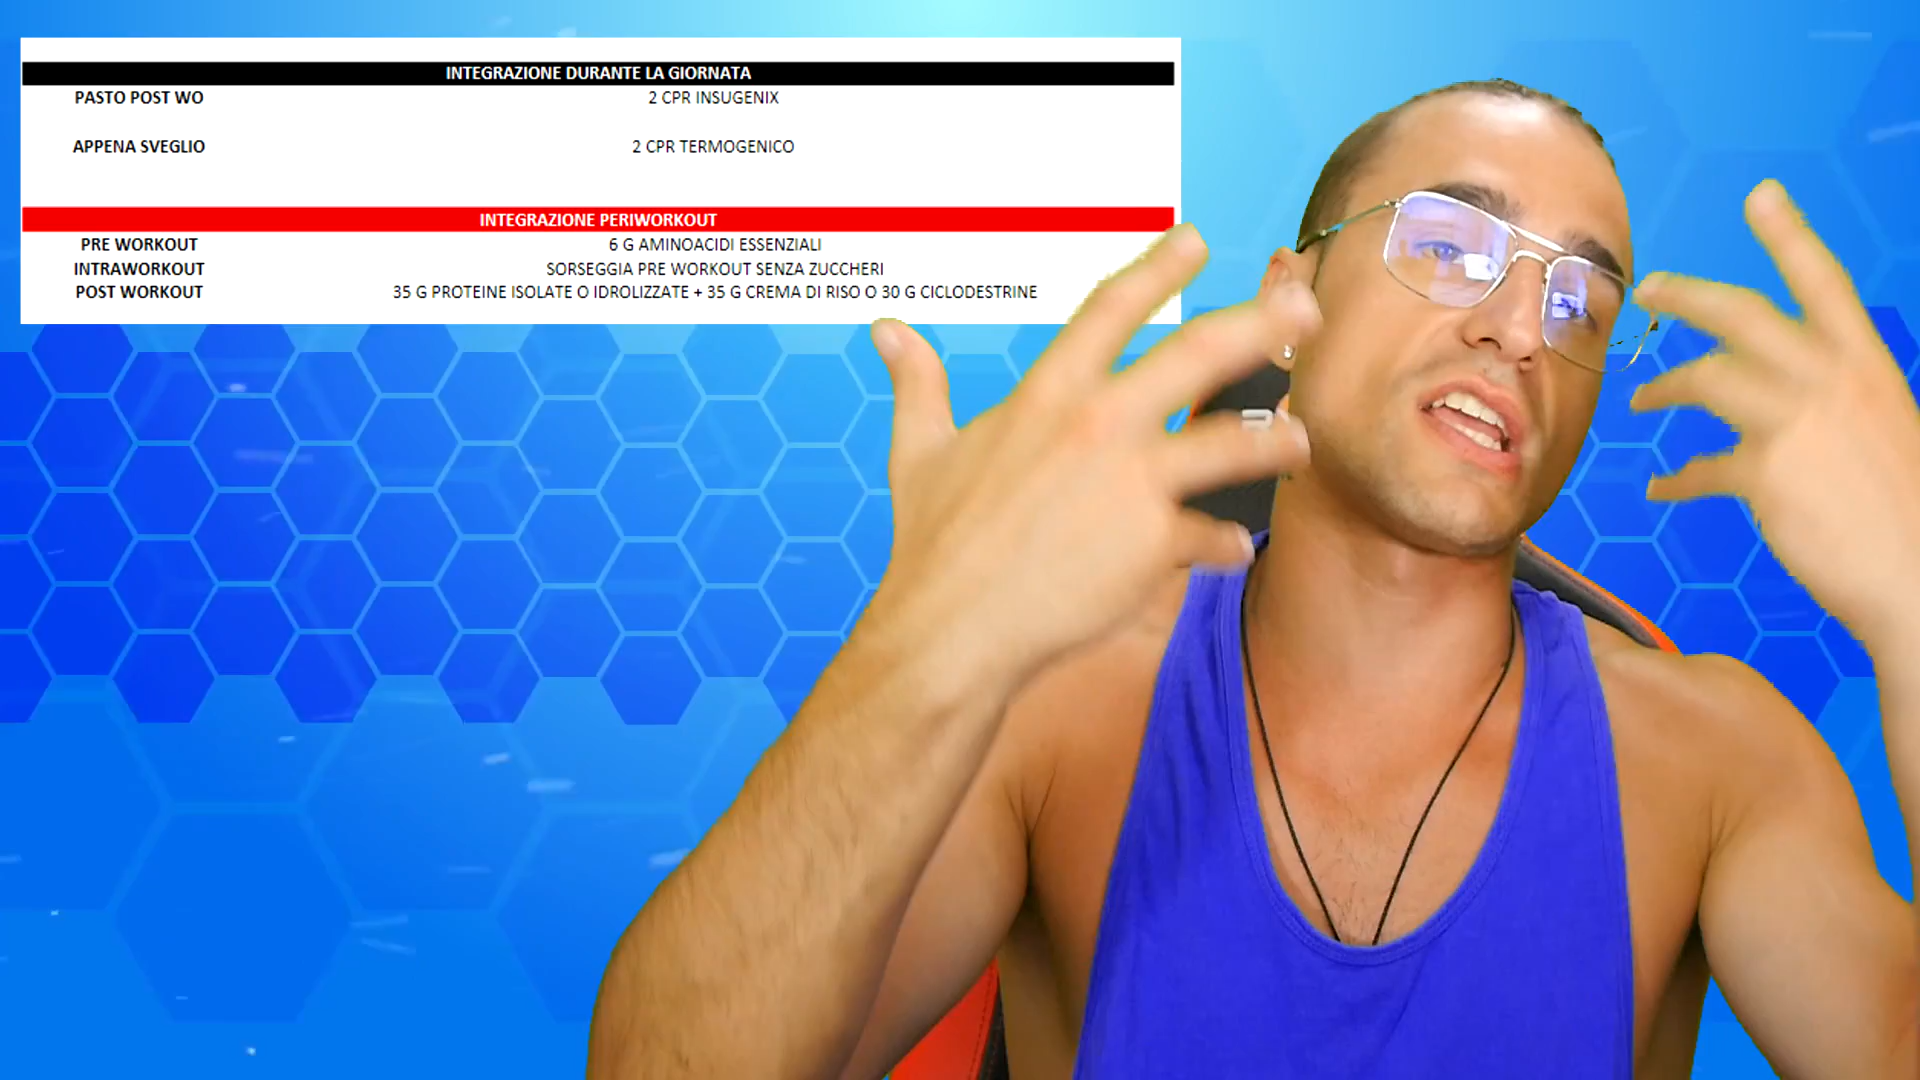 INTEGRAZIONE DURANTE LA GIORNATA
PASTO POST WO 2 CPR INSUGENIX
APPENA SVEGLIO 2 CPR TERMOGENICO
INTEGRAZIONE PERIWORKOUT
PRE WORKOUT 6 G AMINOACIDI ESSENZIALI
INTRAWORKOUT SORSEGGIA PRE WORKOUT SENZA ZUCCHERI
POST WORKOUT 35 G PROTEINE ISOLATE O IDROLIZZATE + 35 G CREMA DI RISO O 30 G CICLODESTRINE